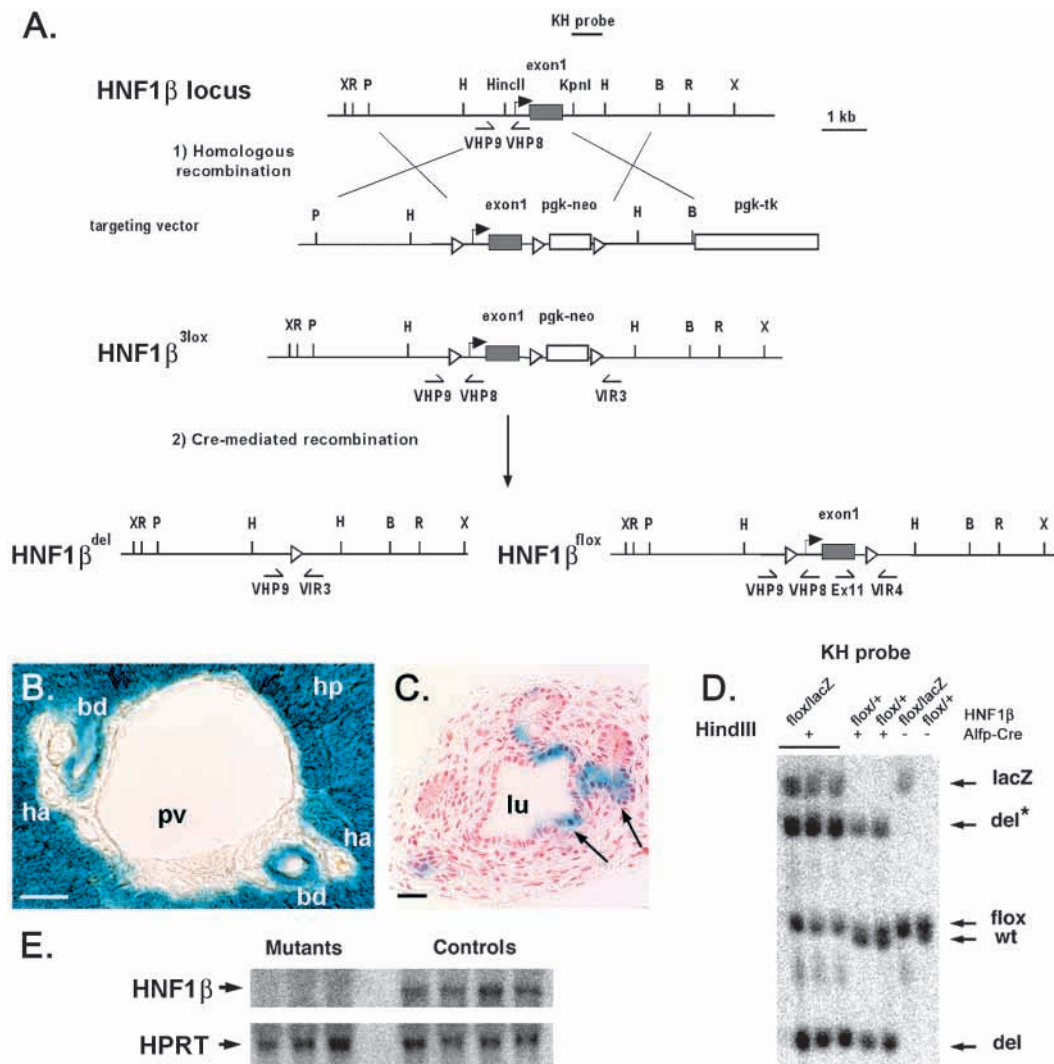 A.
KH probe
exon1
XR P H HincII KpnI H B R X
HNF1β locus
1 kb
VHP9 VHP8
1) Homologous
recombination
exon1 pgk-neo pgk-tk
P H H B
targeting vector
exon1 pgk-neo
XR P H H B R X
HNF1β3lox
VHP9 VHP8 VIR3
2) Cre-mediated recombination
exon1
XR P H H B R X
XR P H H B R X
HNF1βdel
HNF1βflox
VHP9 VIR3
VHP9 VHP8 Ex11 VIR4
B.
hp
bd
ha
pv
ha
bd
C.
lu
D.
KH probe
flox/lacZ flox/+ flox/+ flox/lacZ flox/+
HNF1β
HindIII + + + - - Alfp-Cre
lacZ
del*
flox
wt
del
E.
Mutants Controls
HNF1β
HPRT